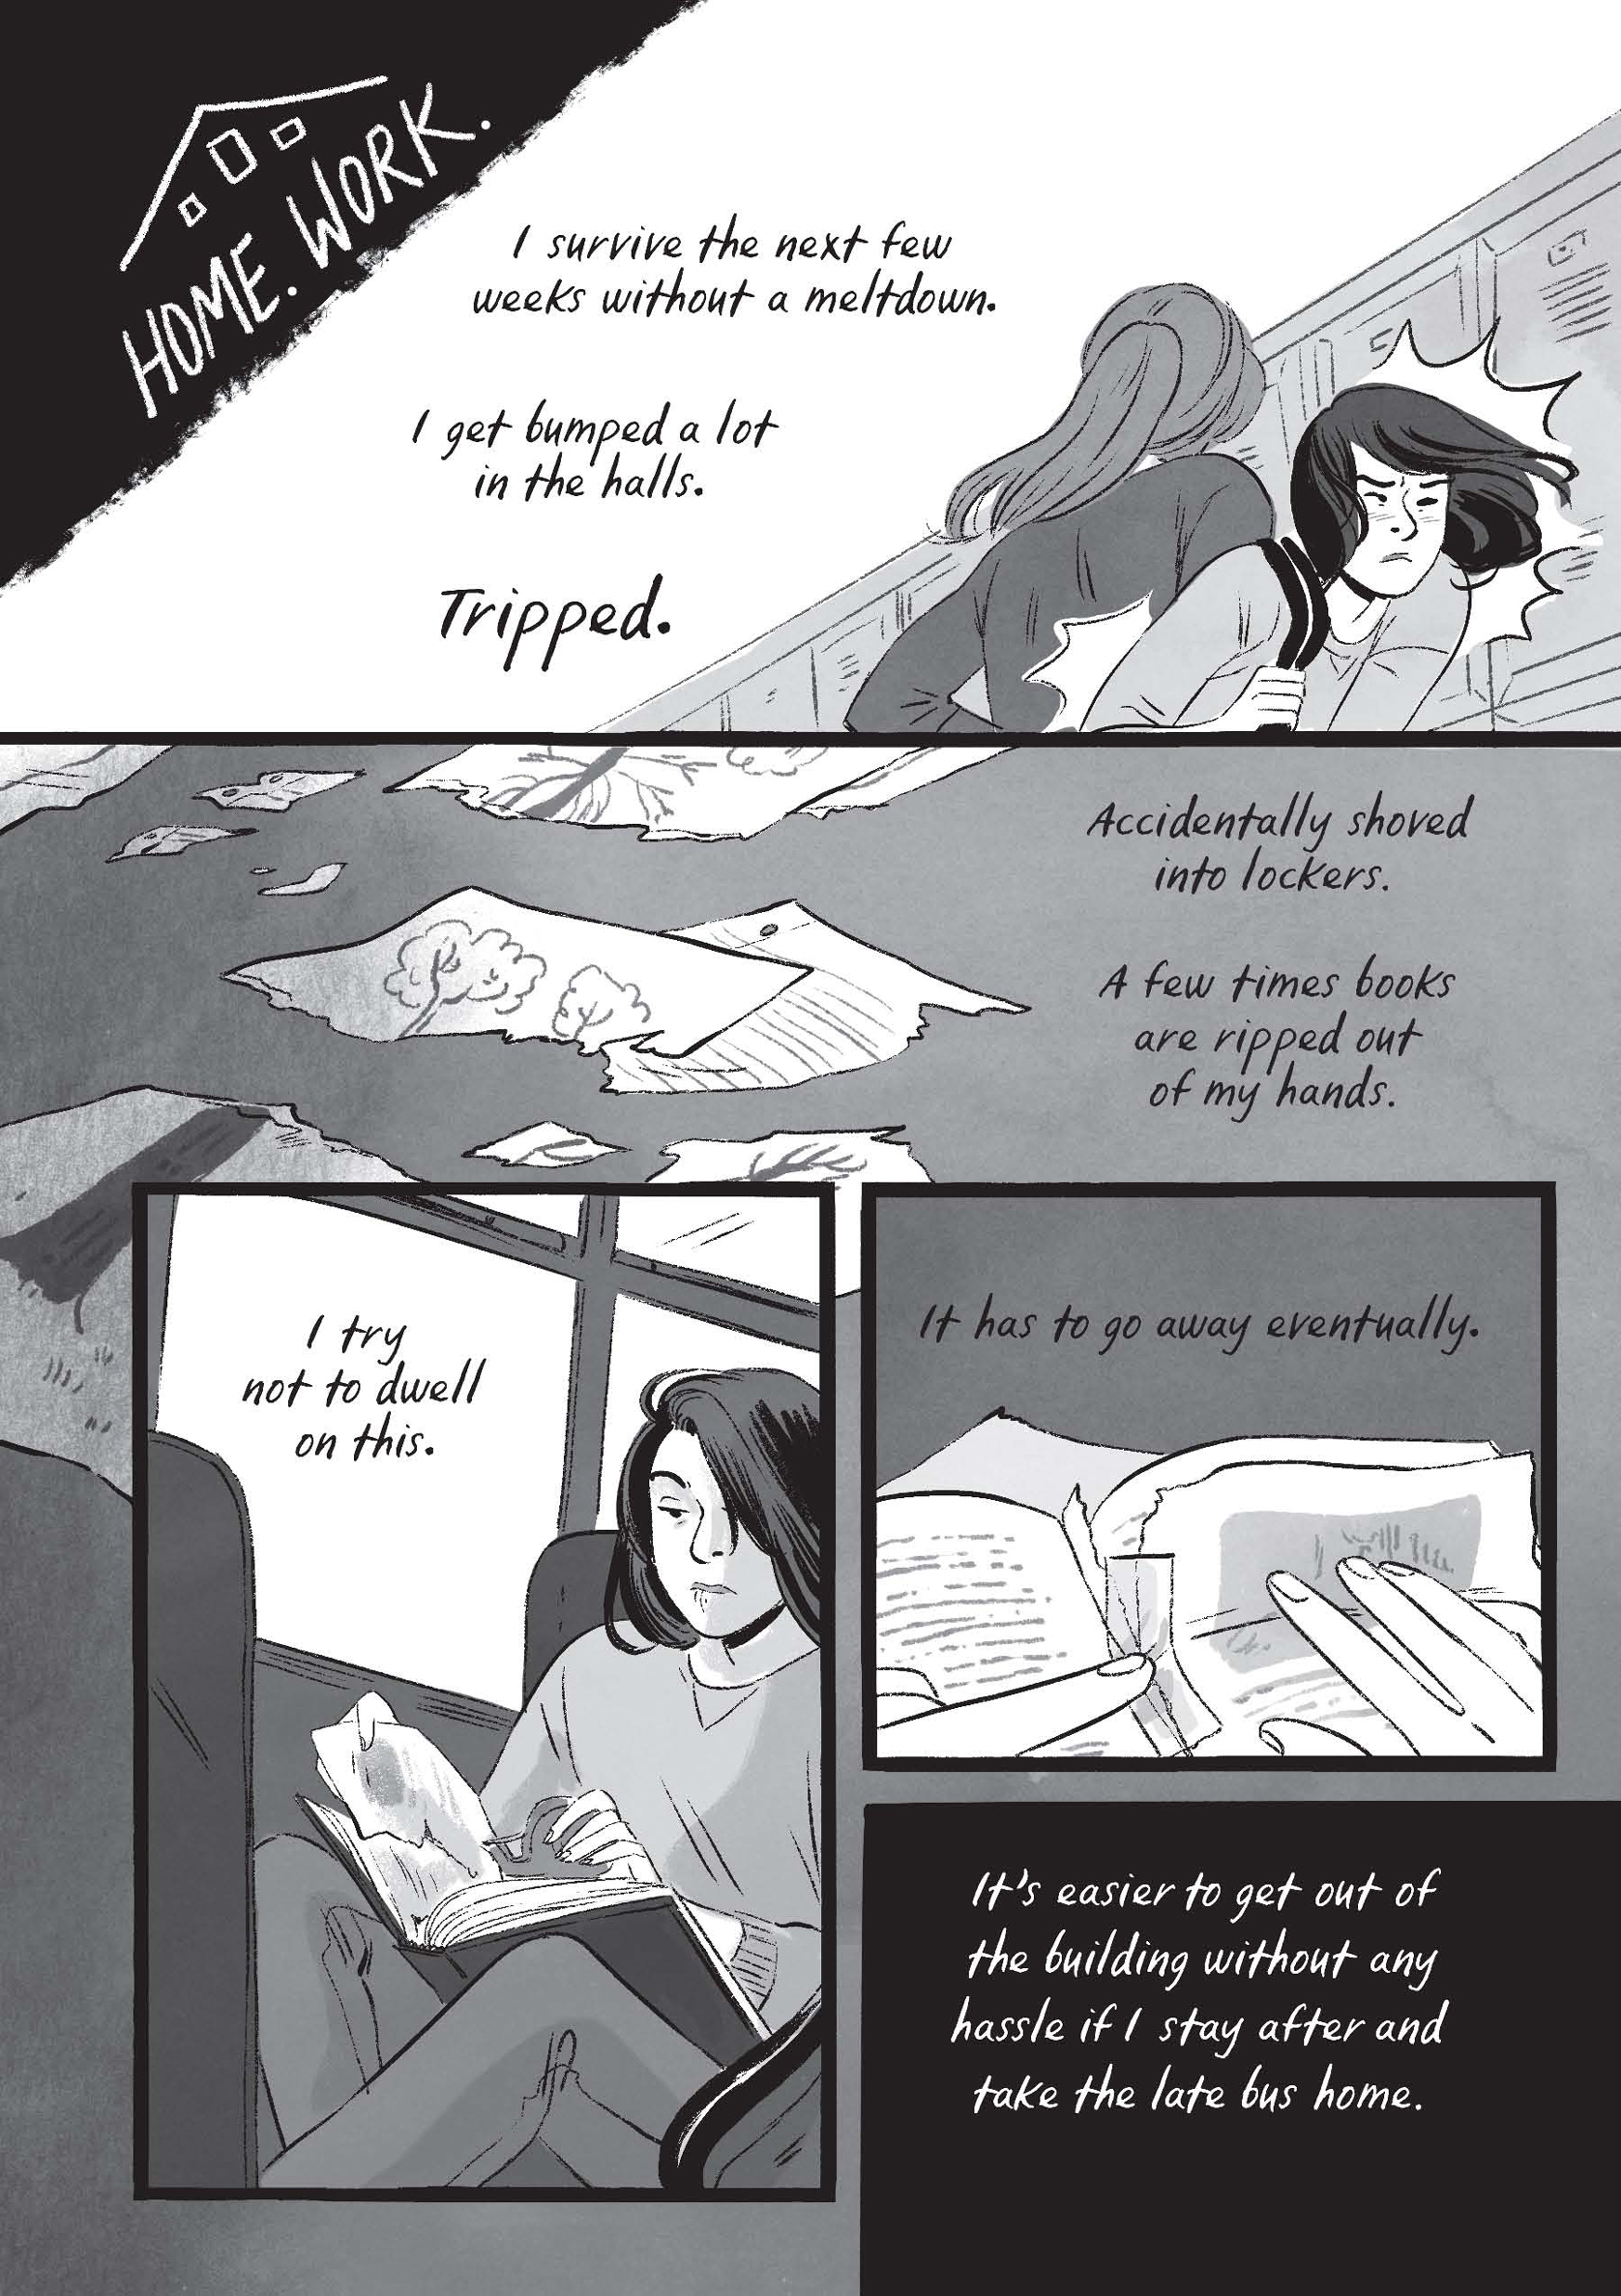 HOME. WORK.
I survive the next few
weeks without a meltdown.
I get bumped a lot
in the halls.
Tripped.
Accidentally shoved
into lockers.
A few times books
are ripped out
of my hands.
I try
not to dwell
on this.
It has to go away eventually.
It's easier to get out of
the building without any
hassle if I stay after and
take the late bus home.